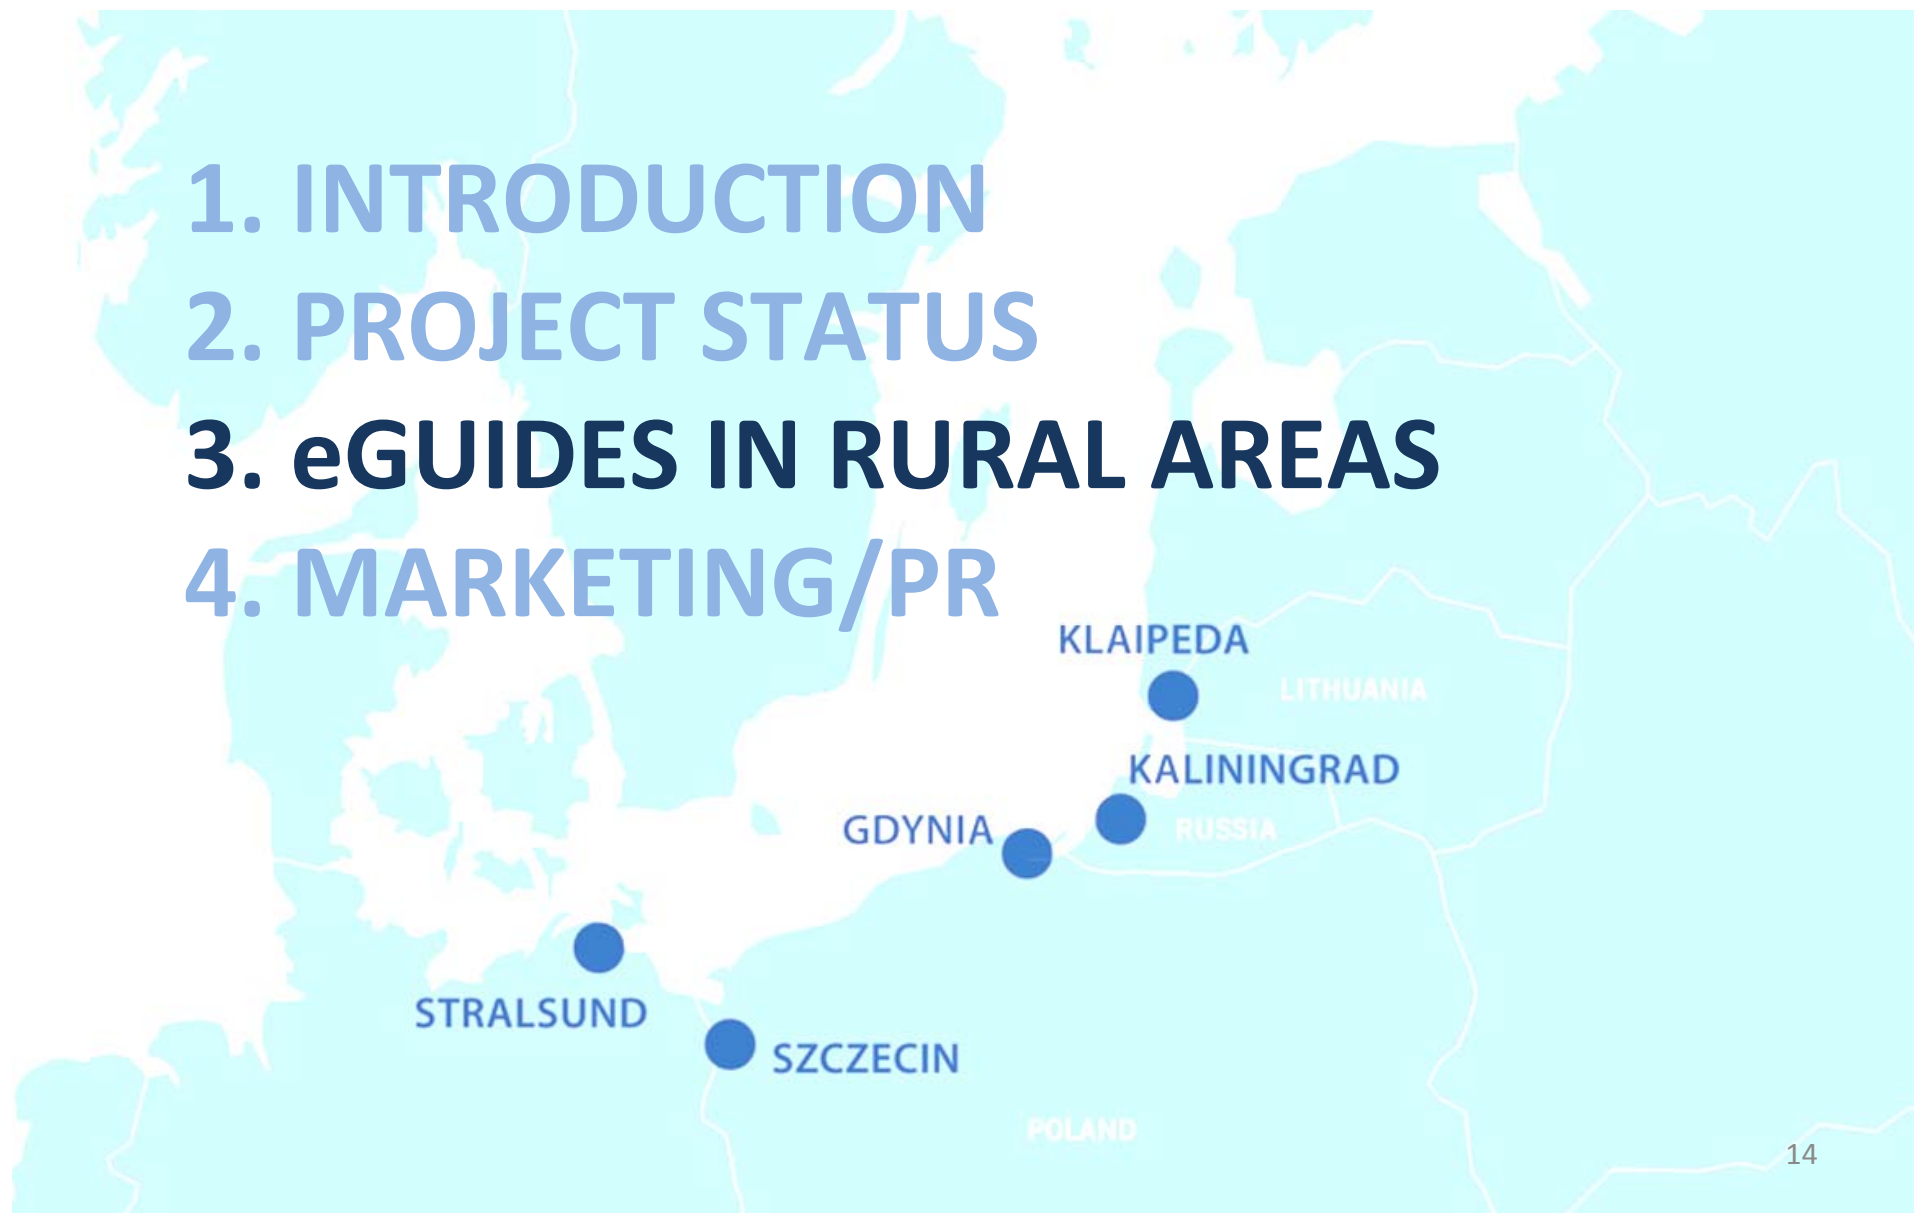 1. INTRODUCTION
2. PROJECT STATUS
3. eGUIDES IN RURAL AREAS
4. MARKETING/PR
KLAIPEDA
LITHUANIA
KALININGRAD
GDYNIA
RUSSIA
STRALSUND
SZCZECIN
POLAND
14